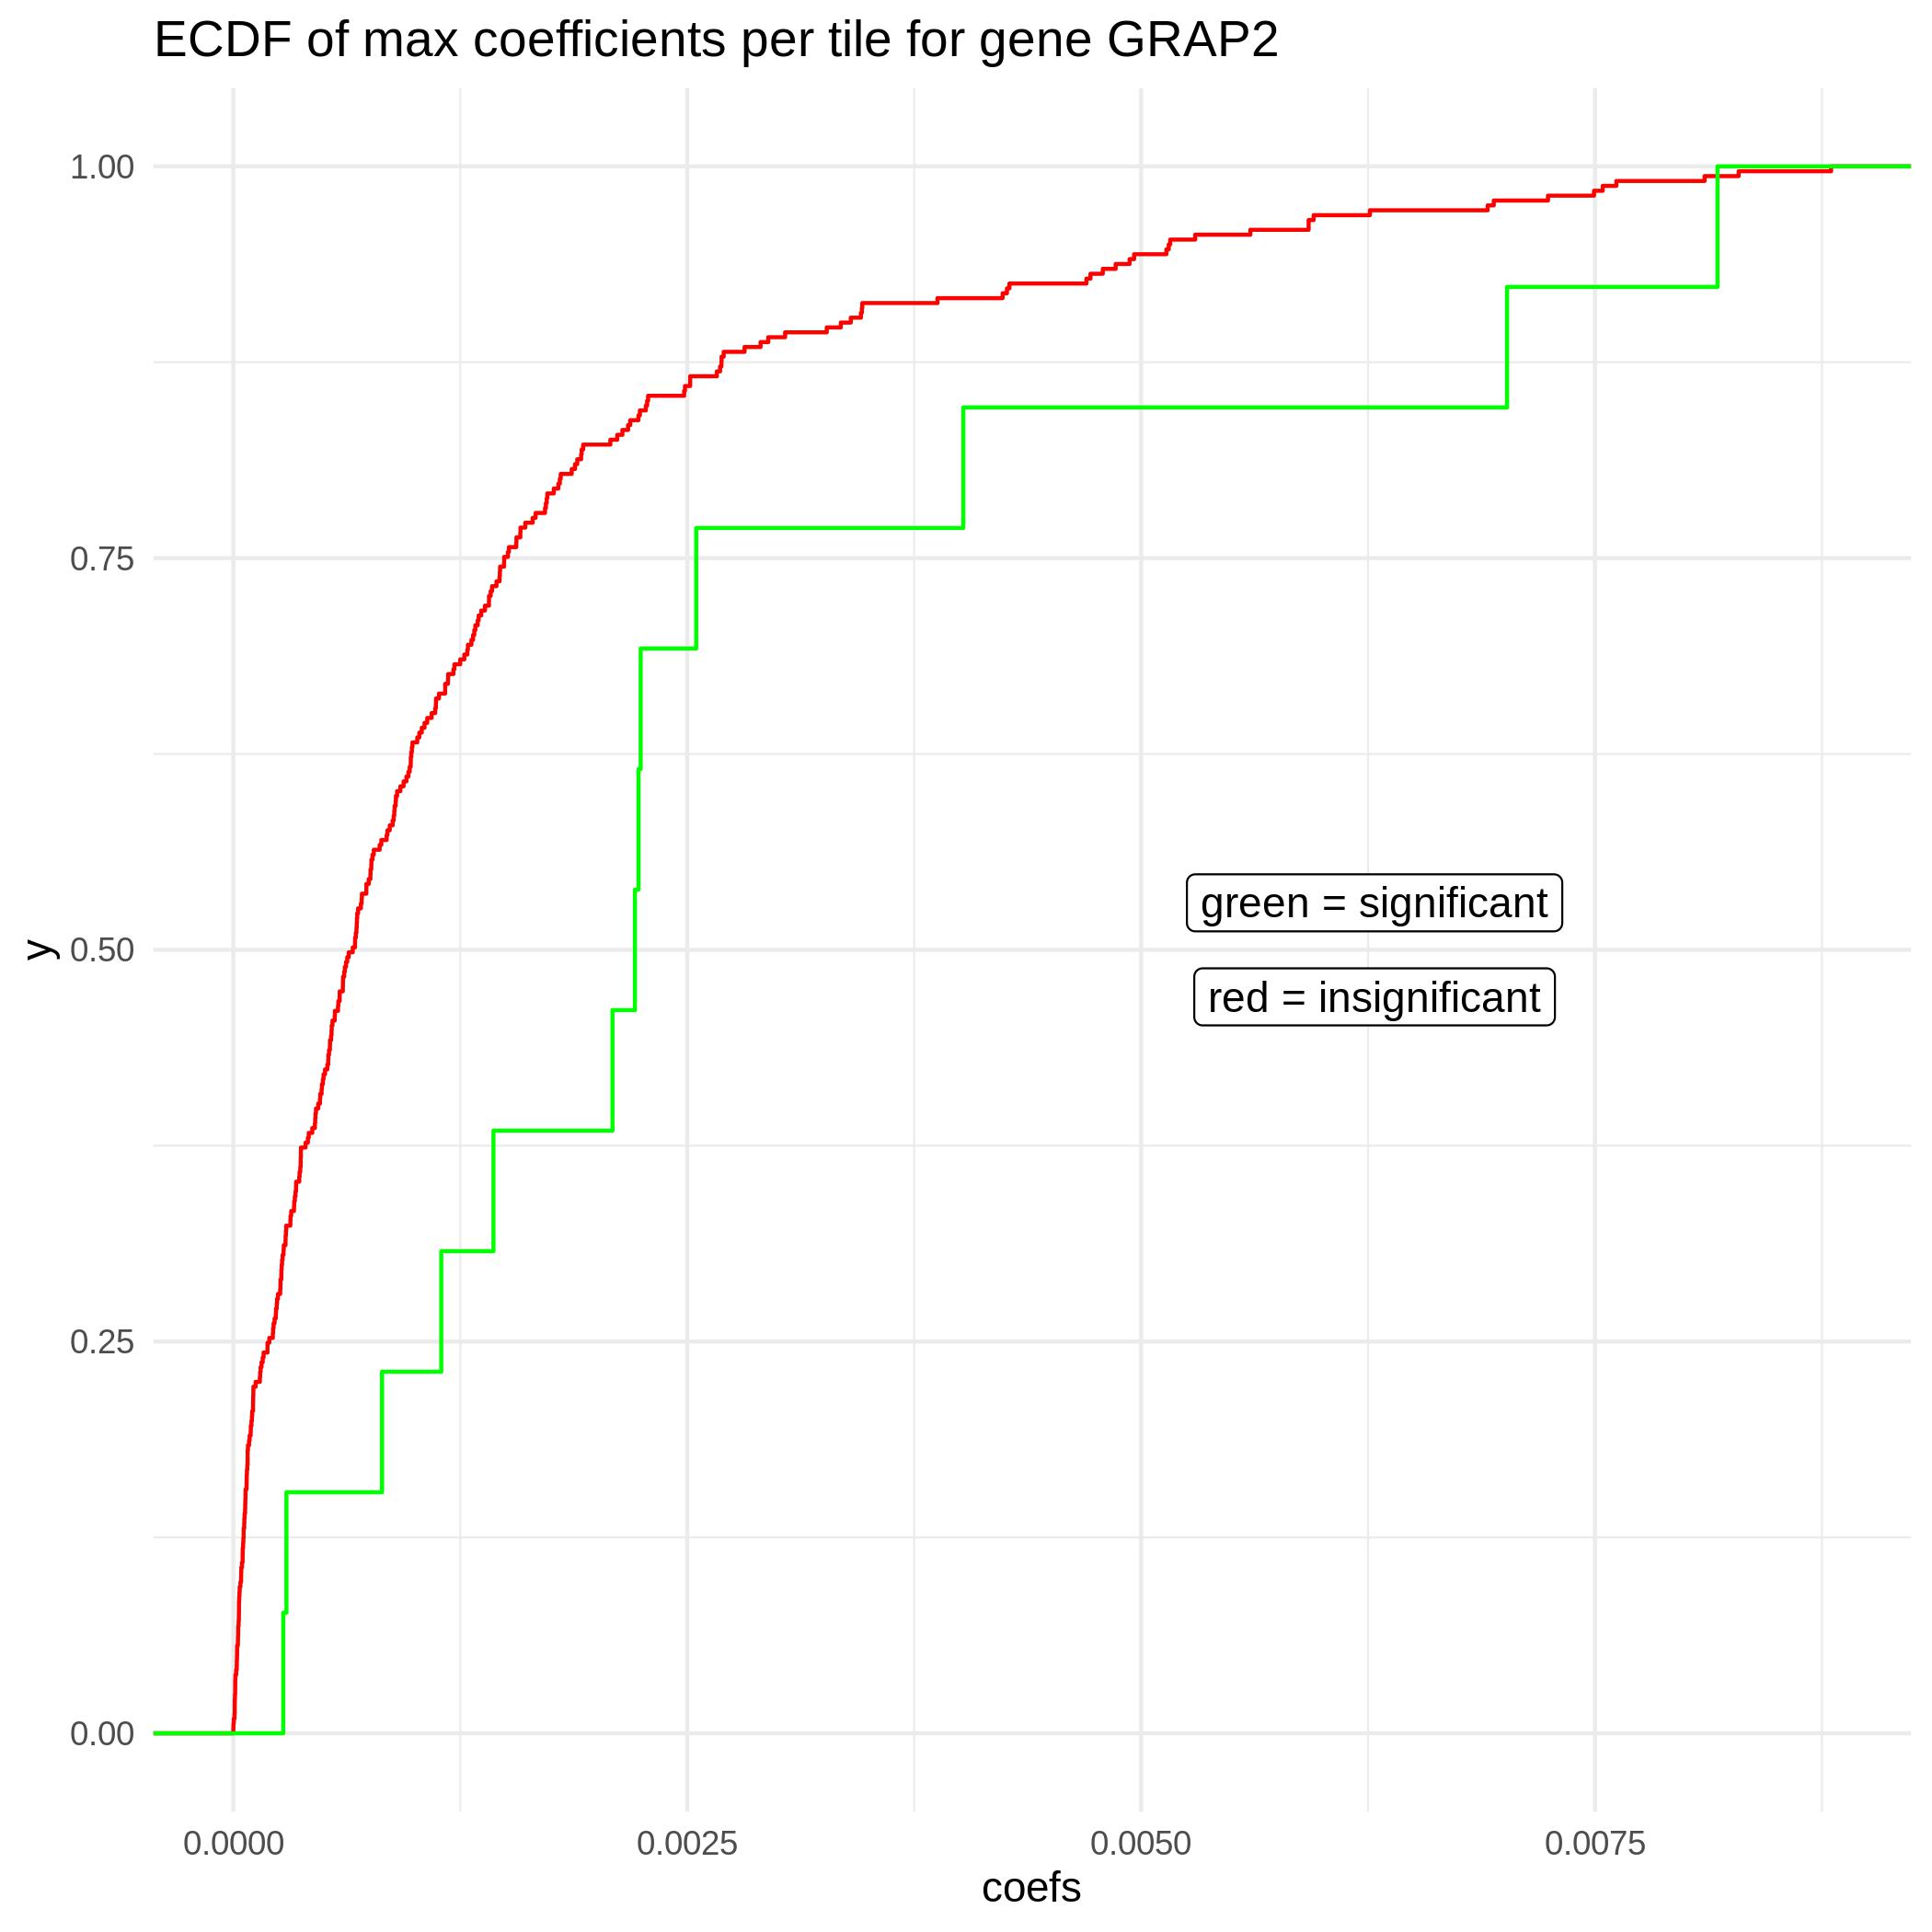 ECDF of max coefficients per tile for gene GRAP2
1.00
0.75
0.50
0.25
0.00
y
green = significant
red = insignificant
0.0000 0.0025 0.0050 0.0075
coefs